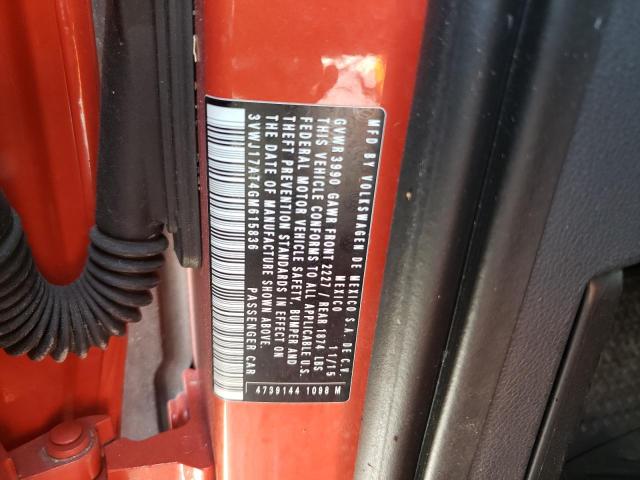 MFD BY VOLKSWAGEN DE MEXICO S.A. DE C.V.
MEXICO 11/15
GVWR 3990 GAWR FRONT 2227 / REAR 1874 LBS
THIS VEHICLE CONFORMS TO ALL APPLICABLE U.S.
FEDERAL MOTOR VEHICLE SAFETY, BUMPER AND
THEFT PREVENTION STANDARDS IN EFFECT ON
THE DATE OF MANUFACTURE SHOWN ABOVE.
3VWJ17AT4GM615836 PASSENGER CAR
4739144 1098 M